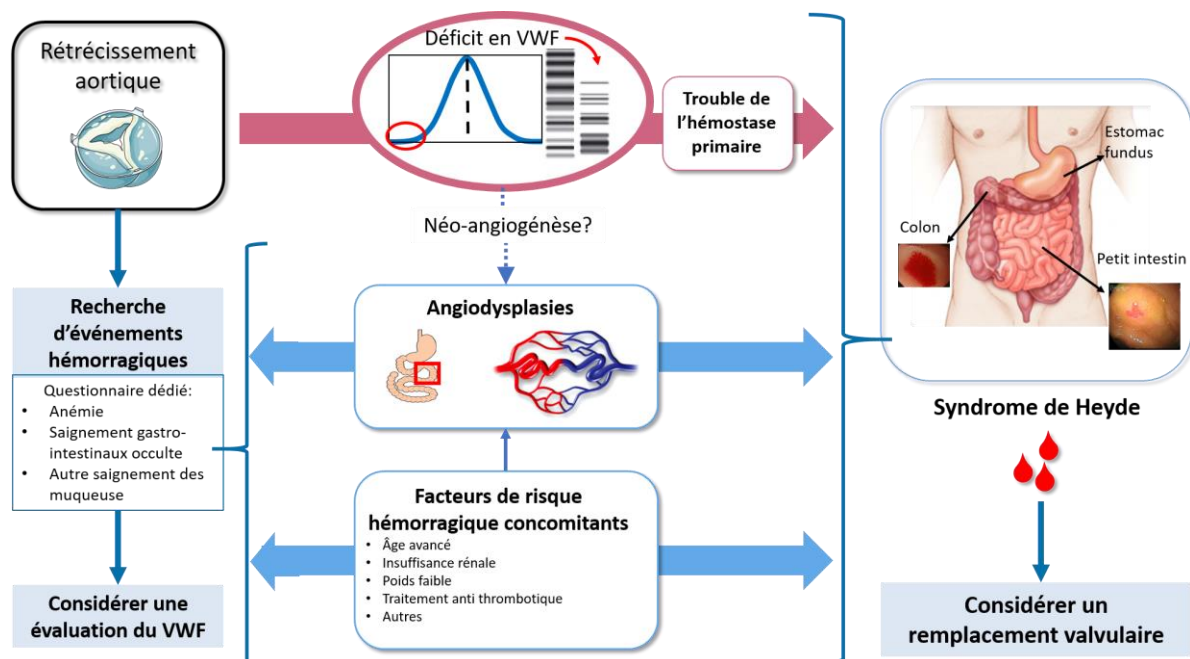 Rétrécissement
aortique
Déficit en VWF
Trouble de
l'hémostase
primaire
Néo-angiogénèse?
Recherche
d'événements
hémorragiques
Questionnaire dédié:
• Anémie
• Saignement gastro-
intestinaux occulte
• Autre saignement des
muqueuse
Considérer une
évaluation du VWF
Angiodysplasies
Facteurs de risque
hémorragique concomitants
• Âge avancé
• Insuffisance rénale
• Poids faible
• Traitement anti thrombotique
• Autres
Estomac
fundus
Colon
Petit intestin
Syndrome de Heyde
Considérer un
remplacement valvulaire